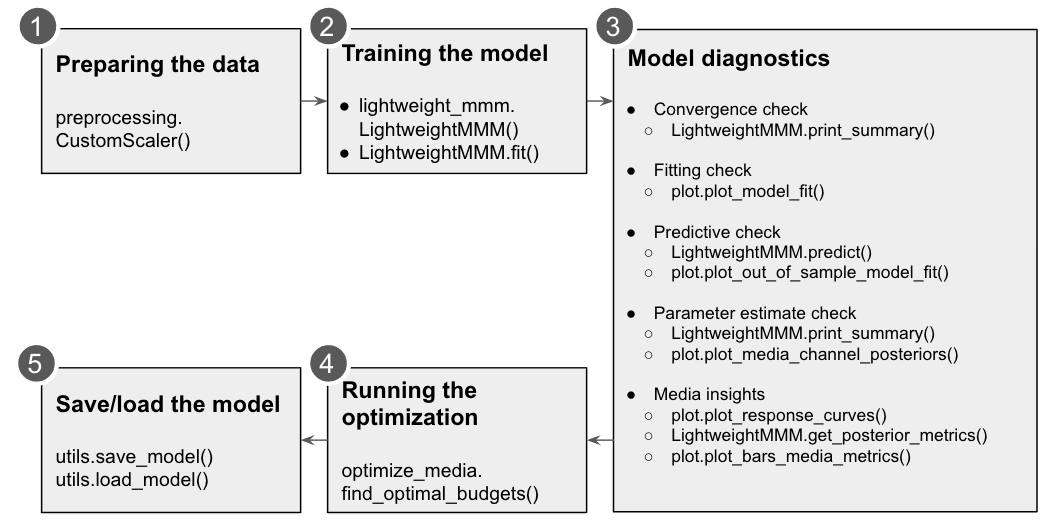 1
Preparing the data
preprocessing.
CustomScaler()
2
Training the model
● lightweight_mmm.
LightweightMMM()
● LightweightMMM.fit()
3
Model diagnostics
● Convergence check
○ LightweightMMM.print_summary()
● Fitting check
○ plot.plot_model_fit()
● Predictive check
○ LightweightMMM.predict()
○ plot.plot_out_of_sample_model_fit()
● Parameter estimate check
○ LightweightMMM.print_summary()
○ plot.plot_media_channel_posteriors()
● Media insights
○ plot.plot_response_curves()
○ LightweightMMM.get_posterior_metrics()
○ plot.plot_bars_media_metrics()
4
Running the
optimization
optimize_media.
find_optimal_budgets()
5
Save/load the model
utils.save_model()
utils.load_model()